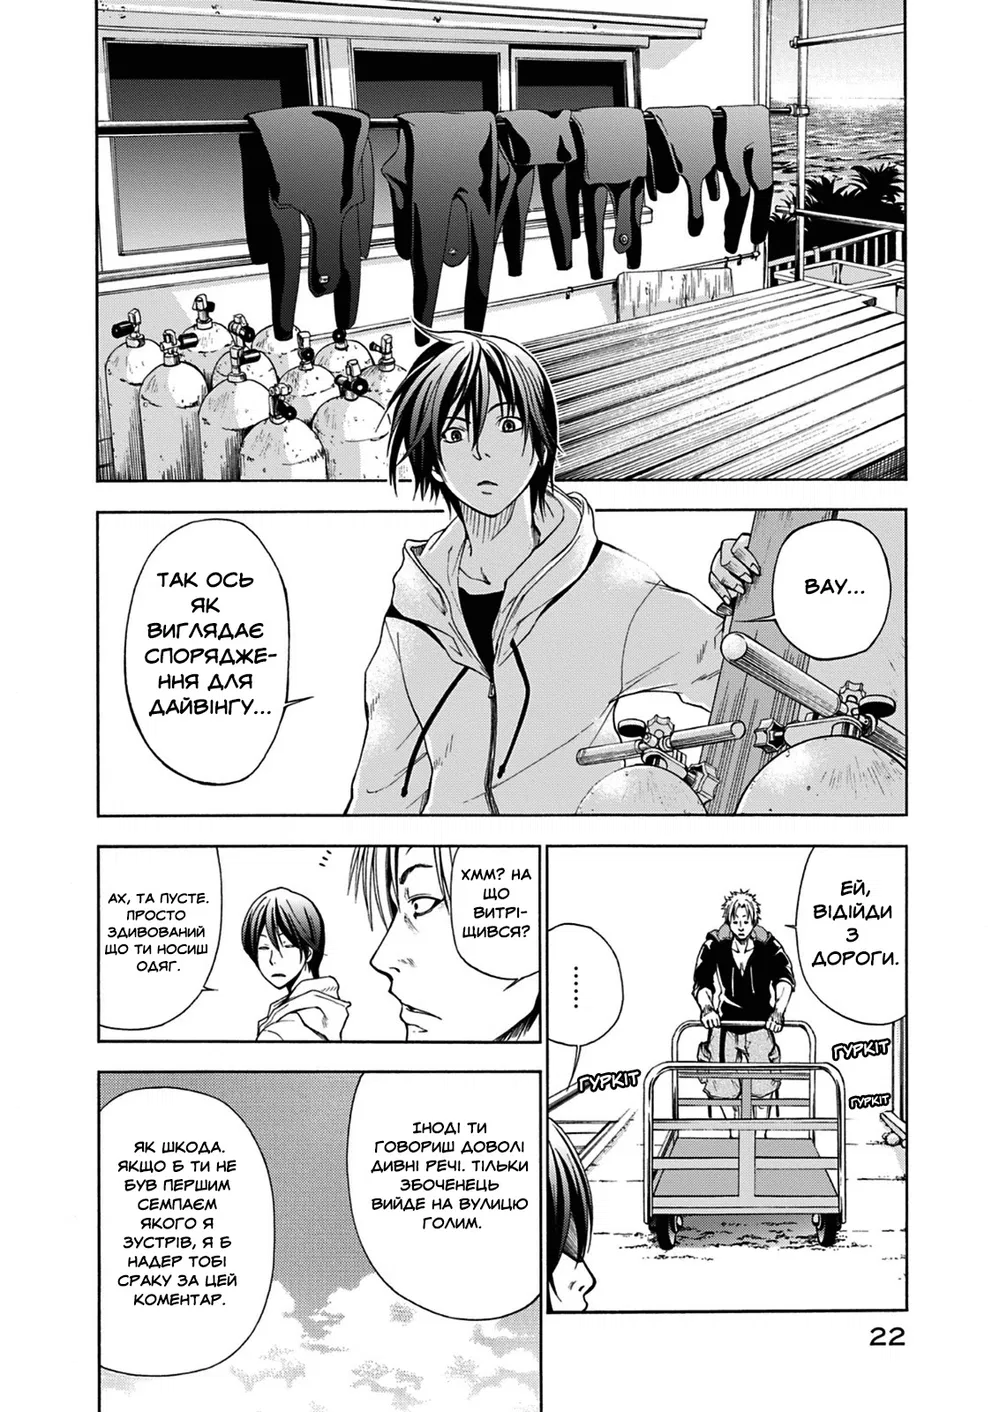 ВАУ...
ТАК ОСЬ
ЯК
ВИГЛЯДАЄ
СПОРЯДЖЕ-
ННЯ ДЛЯ
ДАЙВІНГУ...
ЕЙ,
ВІДІЙДИ
З
ДОРОГИ.
ГУРКІТ
ГУРКІТ
ГУРКІТ
......
ХММ? НА
ЩО
ВИТРІ-
ЩИВСЯ?
АХ, ТА ПУСТЕ.
ПРОСТО
ЗДИВОВАНИЙ
ЩО ТИ НОСИШ
ОДЯГ.
ІНОДІ ТИ
ГОВОРИШ ДОВОЛІ
ДИВНІ РЕЧІ. ТІЛЬКИ
ЗБОЧЕНЕЦЬ
ВИЙДЕ НА ВУЛИЦЮ
ГОЛИМ.
ЯК ШКОДА.
ЯКЩО Б ТИ НЕ
БУВ ПЕРШИМ
СЕМПАЄМ
ЯКОГО Я
ЗУСТРІВ, Я Б
НАДЕР ТОБІ
СРАКУ ЗА ЦЕЙ
КОМЕНТАР.
22